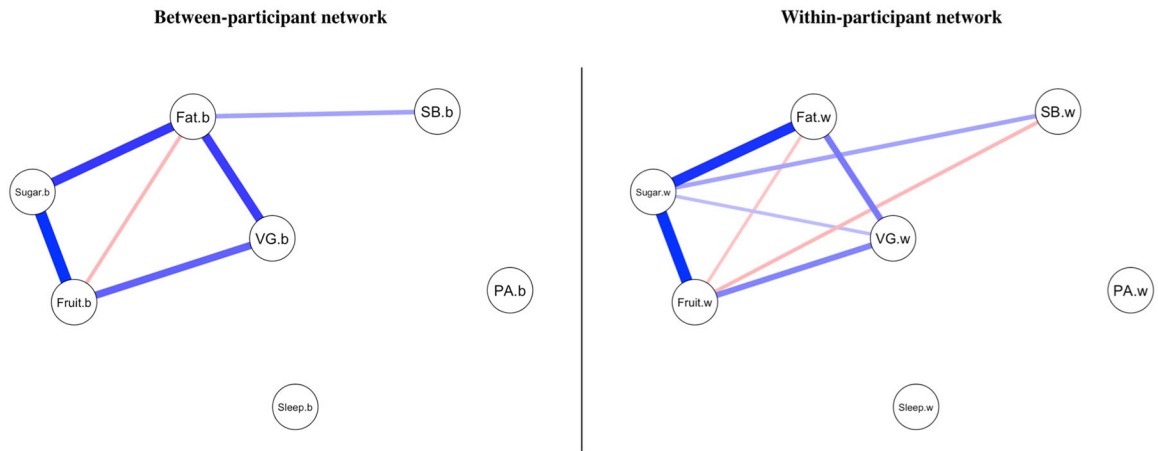 Between-participant network
Fat.b
SB.b
Sugar.b
VG.b
Fruit.b
PA.b
Sleep.b
Within-participant network
Fat.w
SB.w
Sugar.w
VG.w
Fruit.w
PA.w
Sleep.w